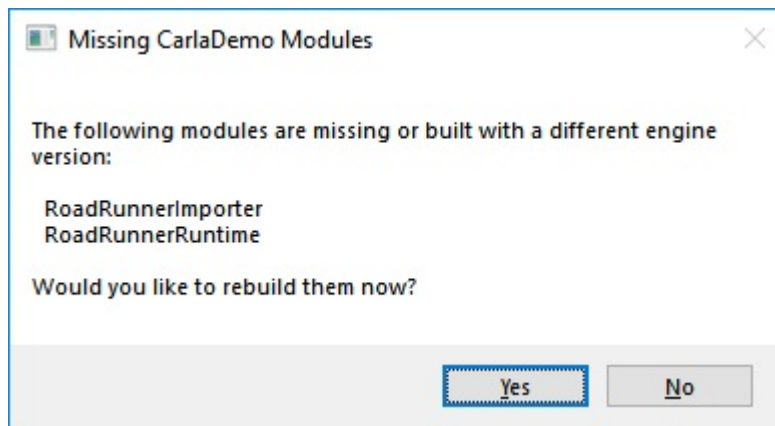 Missing CarlaDemo Modules
The following modules are missing or built with a different engine
version:
RoadRunnerImporter
RoadRunnerRuntime
Would you like to rebuild them now?
Yes
No